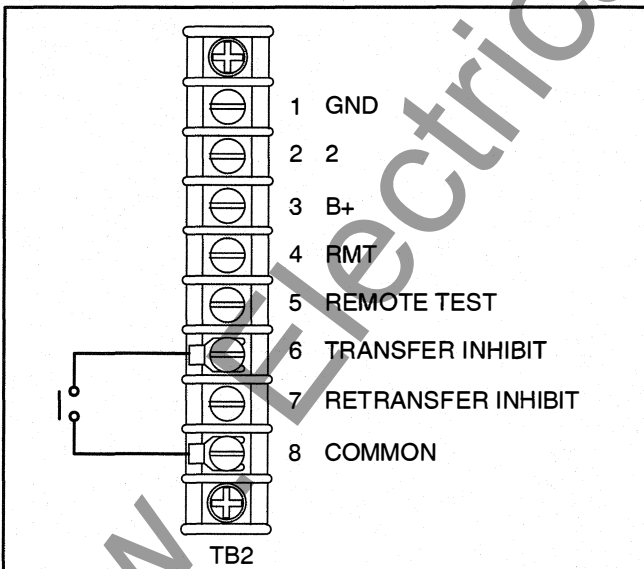 1 GND
2 2
3 B+
4 RMT
5 REMOTE TEST
6 TRANSFER INHIBIT
7 RETRANSFER INHIBIT
8 COMMON
TB2
w . Electric